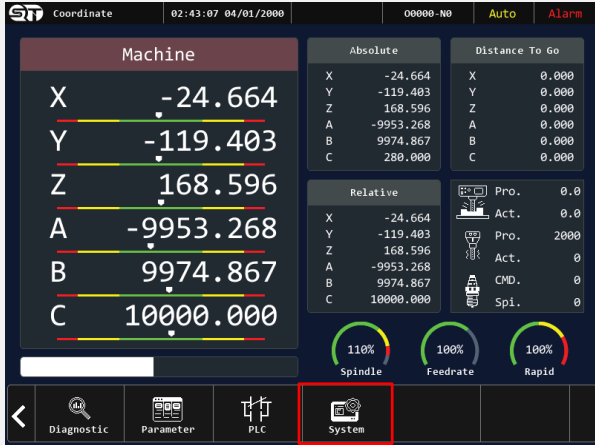 Coordinate 02:43:07 04/01/2000 O0000-N0 Auto Alarm
Machine
X -24.664
Y -119.403
Z 168.596
A -9953.268
B 9974.867
C 10000.000
Absolute
X -24.664
Y -119.403
Z 168.596
A -9953.268
B 9974.867
C 280.000
Distance To Go
X 0.000
Y 0.000
Z 0.000
A 0.000
B 0.000
C 0.000
Relative
X -24.664
Y -119.403
Z 168.596
A -9953.268
B 9974.867
C 10000.000
Pro. 0.0
Act. 0.0
Pro. 2000
Act. 0
CMD. 0
Spi. 0
110% 100% 100%
Spindle Feedrate Rapid
Diagnostic Parameter PLC System